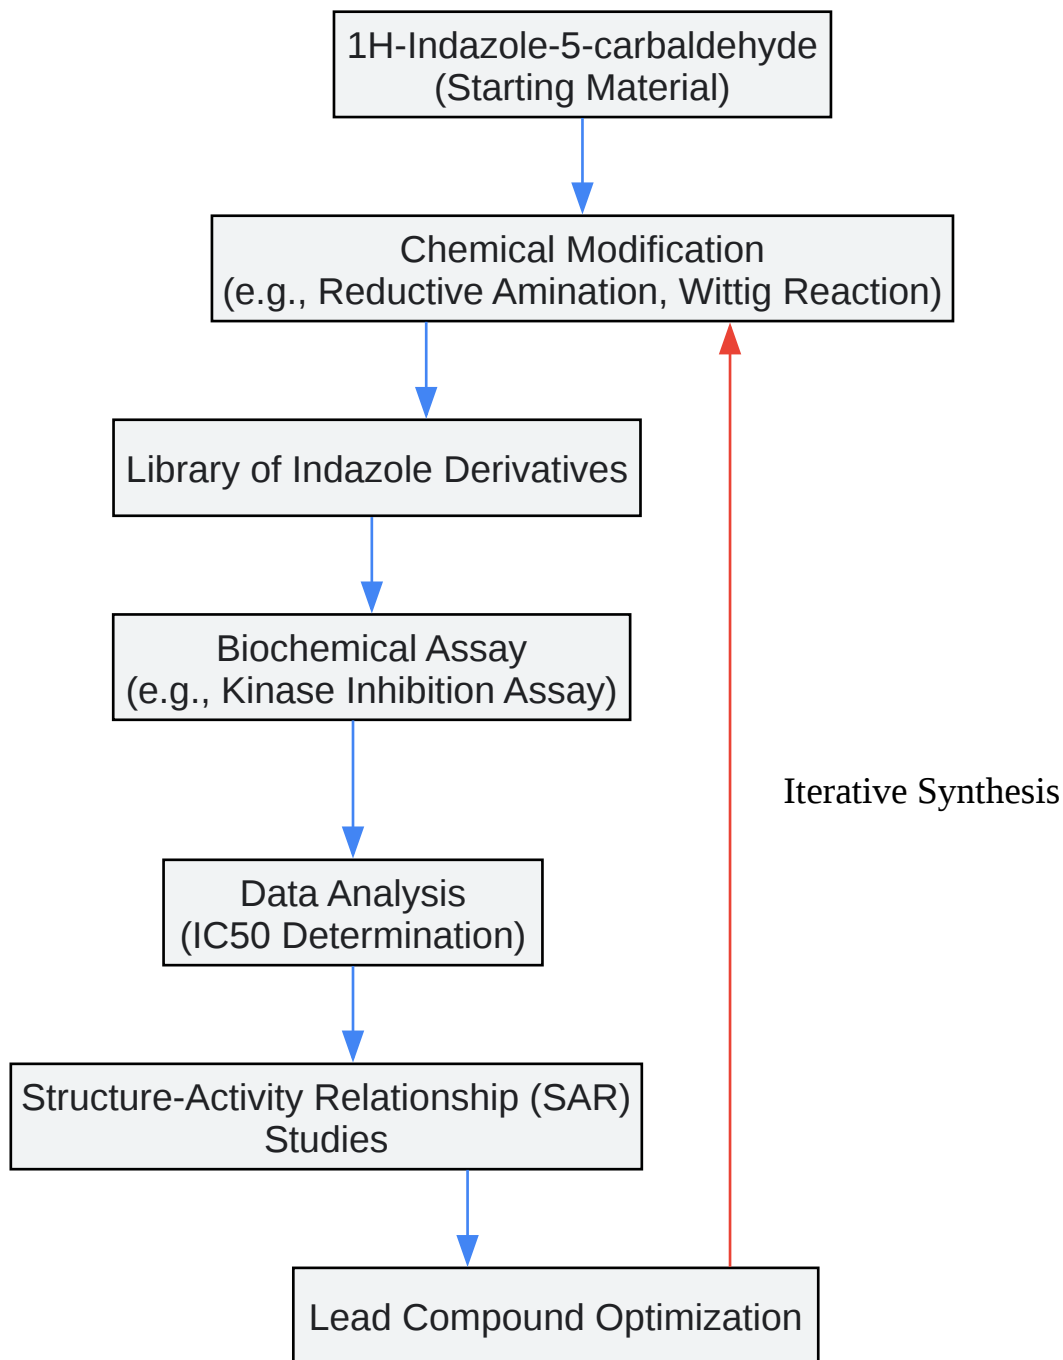 1H-Indazole-5-carbaldehyde
(Starting Material)
Chemical Modification
(e.g., Reductive Amination, Wittig Reaction)
Library of Indazole Derivatives
Biochemical Assay
(e.g., Kinase Inhibition Assay)
Iterative Synthesis
Data Analysis
(IC50 Determination)
Structure-Activity Relationship (SAR)
Studies
Lead Compound Optimization